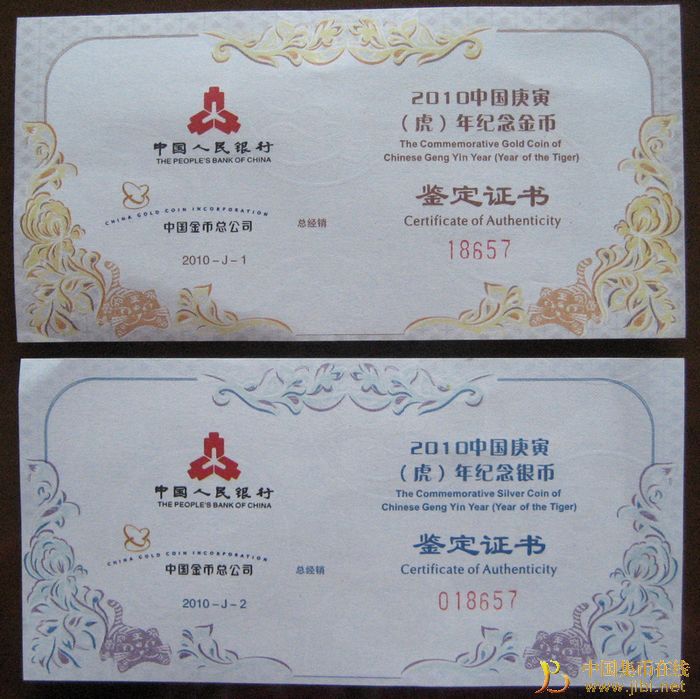 中国人民银行
THE PEOPLE'S BANK OF CHINA
CHINA GOLD COIN INCORPORATION
中国金币总公司
总经销
2010-J-1
2010中国庚寅
（虎）年纪念金币
The Commemorative Gold Coin of
Chinese Geng Yin Year (Year of the Tiger)
鉴定证书
Certificate of Authenticity
18657
中国人民银行
THE PEOPLE'S BANK OF CHINA
CHINA GOLD COIN INCORPORATION
中国金币总公司
总经销
2010-J-2
2010中国庚寅
（虎）年纪念银币
The Commemorative Silver Coin of
Chinese Geng Yin Year (Year of the Tiger)
鉴定证书
Certificate of Authenticity
018657
中国集币在线
www.jibi.net